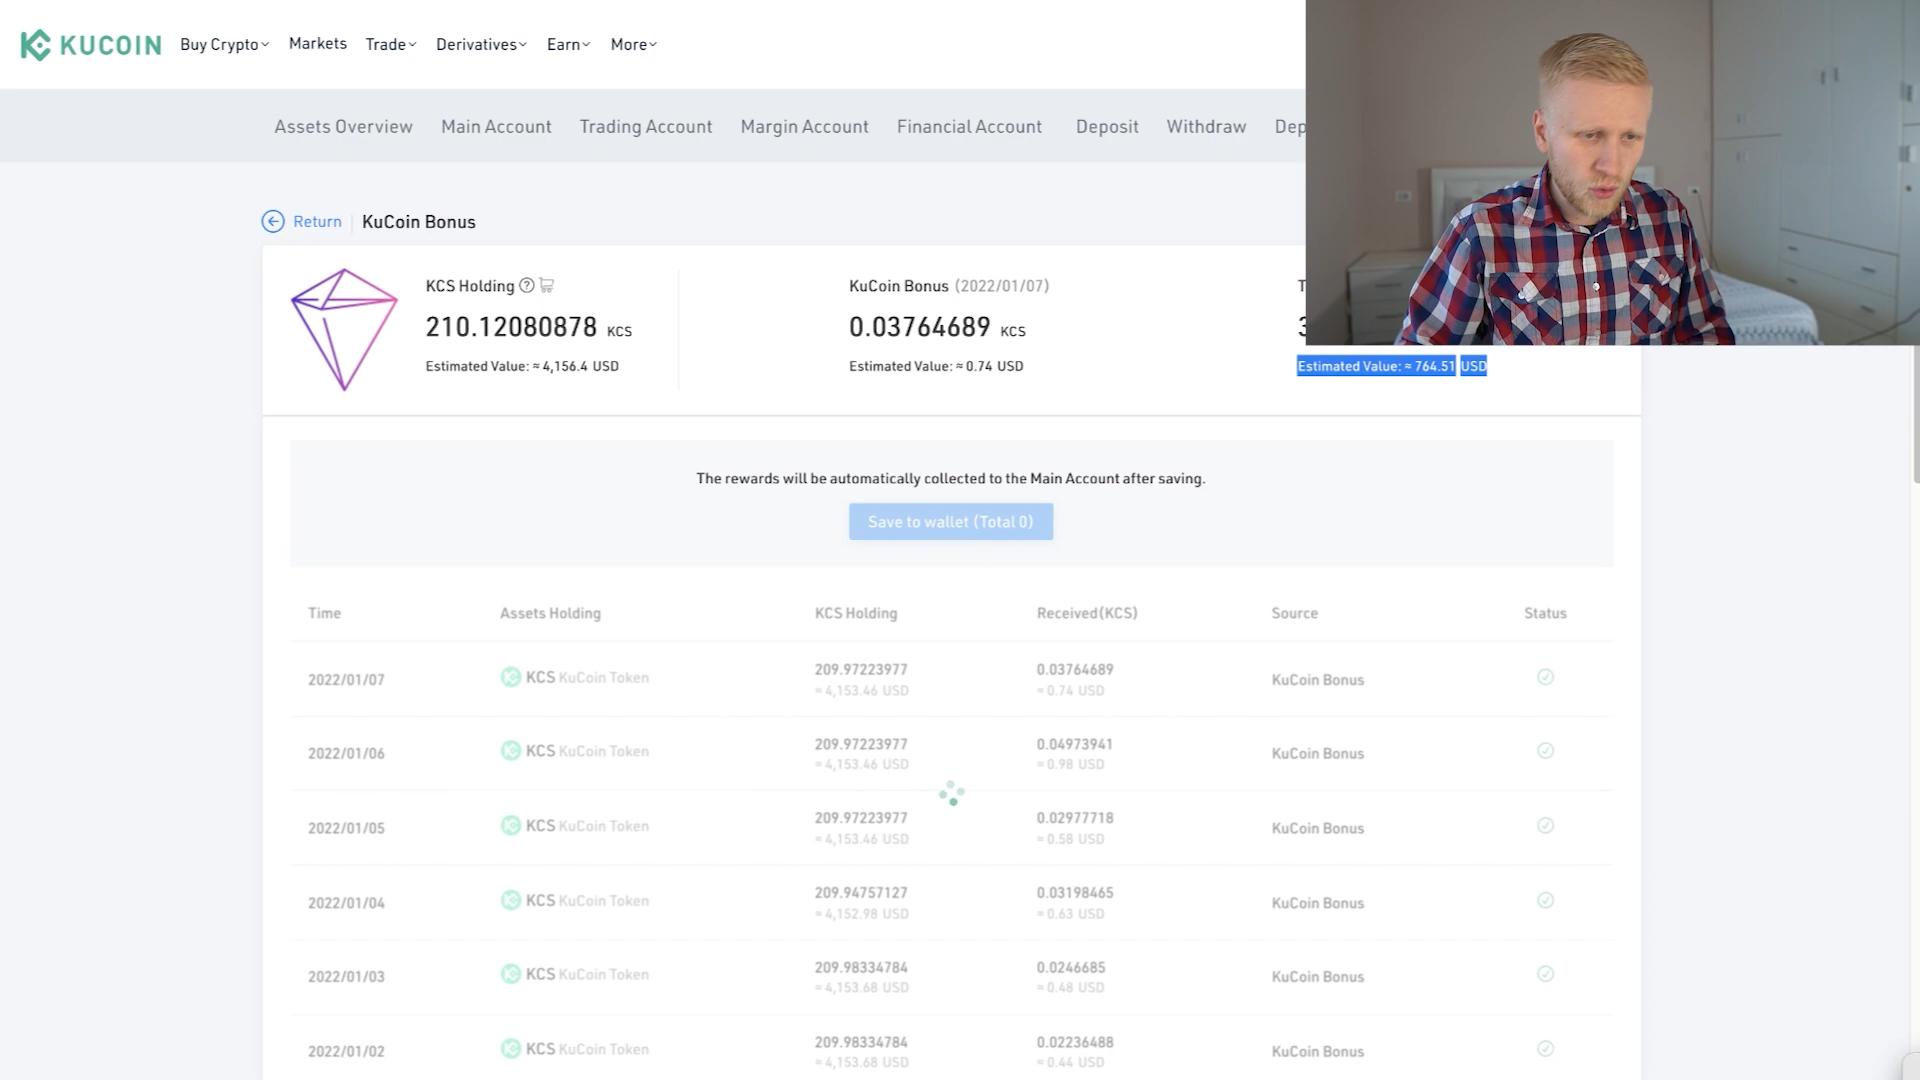 KUCOIN
Buy Crypto
Markets
Trade
Derivatives
Earn
More
Assets Overview
Main Account
Trading Account
Margin Account
Financial Account
Deposit
Withdraw
Return
KuCoin Bonus
KCS Holding
210.12080878 KCS
Estimated Value: ≈ 4,156.4 USD
KuCoin Bonus (2022/01/07)
0.03764689 KCS
Estimated Value: ≈ 0.74 USD
Estimated Value: ≈ 764.51 USD
The rewards will be automatically collected to the Main Account after saving.
Save to wallet (Total 0)
Time Assets Holding KCS Holding Received(KCS) Source Status
2022/01/07 KCS KuCoin Token 209.97223977 0.03764689 KuCoin Bonus
≈ 4,153.46 USD ≈ 0.74 USD
2022/01/06 KCS KuCoin Token 209.97223977 0.04973941 KuCoin Bonus
≈ 4,153.46 USD ≈ 0.98 USD
2022/01/05 KCS KuCoin Token 209.97223977 0.02977718 KuCoin Bonus
≈ 4,153.46 USD ≈ 0.58 USD
2022/01/04 KCS KuCoin Token 209.94757127 0.03198465 KuCoin Bonus
≈ 4,152.98 USD ≈ 0.63 USD
2022/01/03 KCS KuCoin Token 209.98334784 0.0246685 KuCoin Bonus
≈ 4,153.68 USD ≈ 0.48 USD
2022/01/02 KCS KuCoin Token 209.98334784 0.02236488 KuCoin Bonus
≈ 4,153.68 USD ≈ 0.44 USD